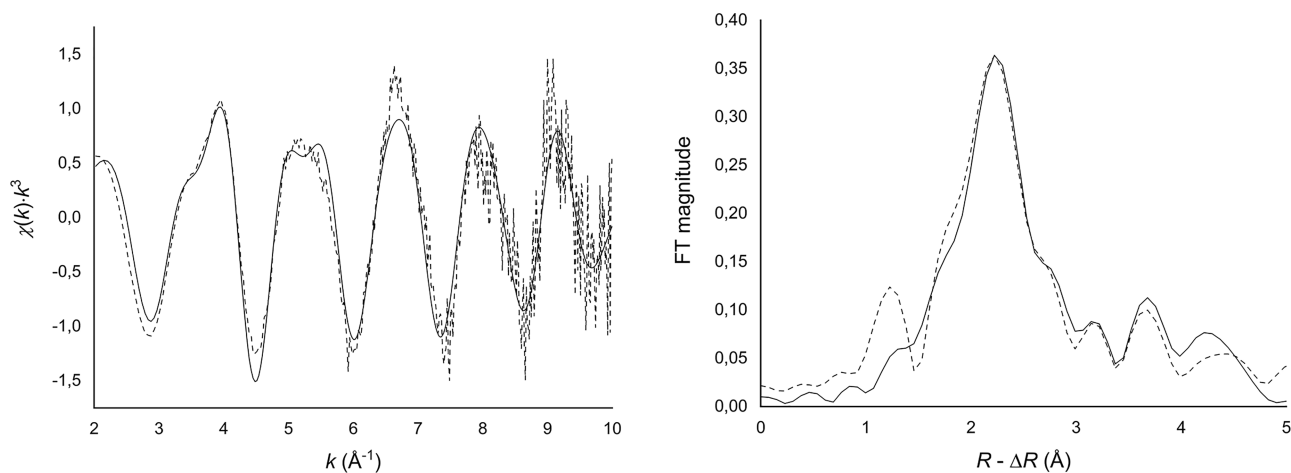 1,5
1,0
0,5
0,0
-0,5
-1,0
-1,5
χ(k)·k³
2 3 4 5 6 7 8 9 10
k (Å⁻¹)
0,40
0,35
0,30
0,25
0,20
0,15
0,10
0,05
0,00
FT magnitude
0 1 2 3 4 5
R - ΔR (Å)